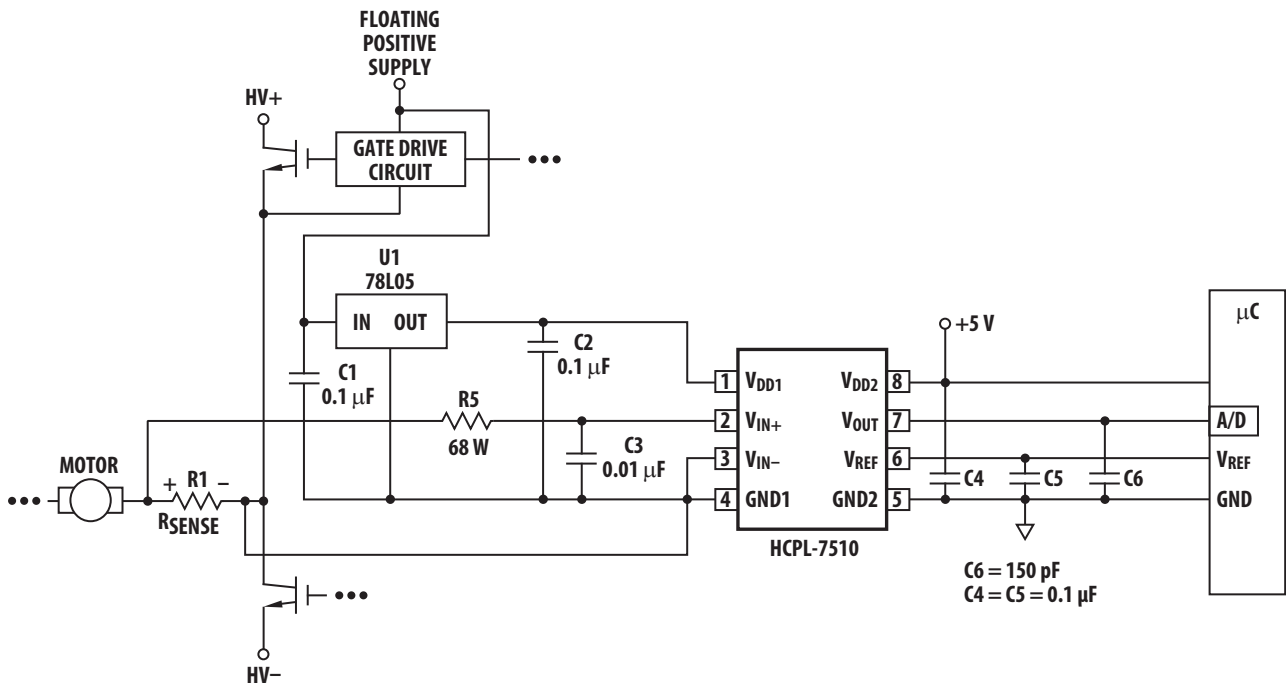 FLOATING
POSITIVE
SUPPLY
HV+
GATE DRIVE
CIRCUIT
•••
U1
78L05
IN OUT
C1
0.1 μF
C2
0.1 μF
R5
68 W
C3
0.01 μF
MOTOR
•••
+ R1 –
RSENSE
•••
HV–
1 VDD1
2 VIN+
3 VIN–
4 GND1
VDD2 8
VOUT 7
VREF 6
GND2 5
HCPL-7510
+5 V
C4
C5
C6
C6 = 150 pF
C4 = C5 = 0.1 µF
μC
A/D
VREF
GND